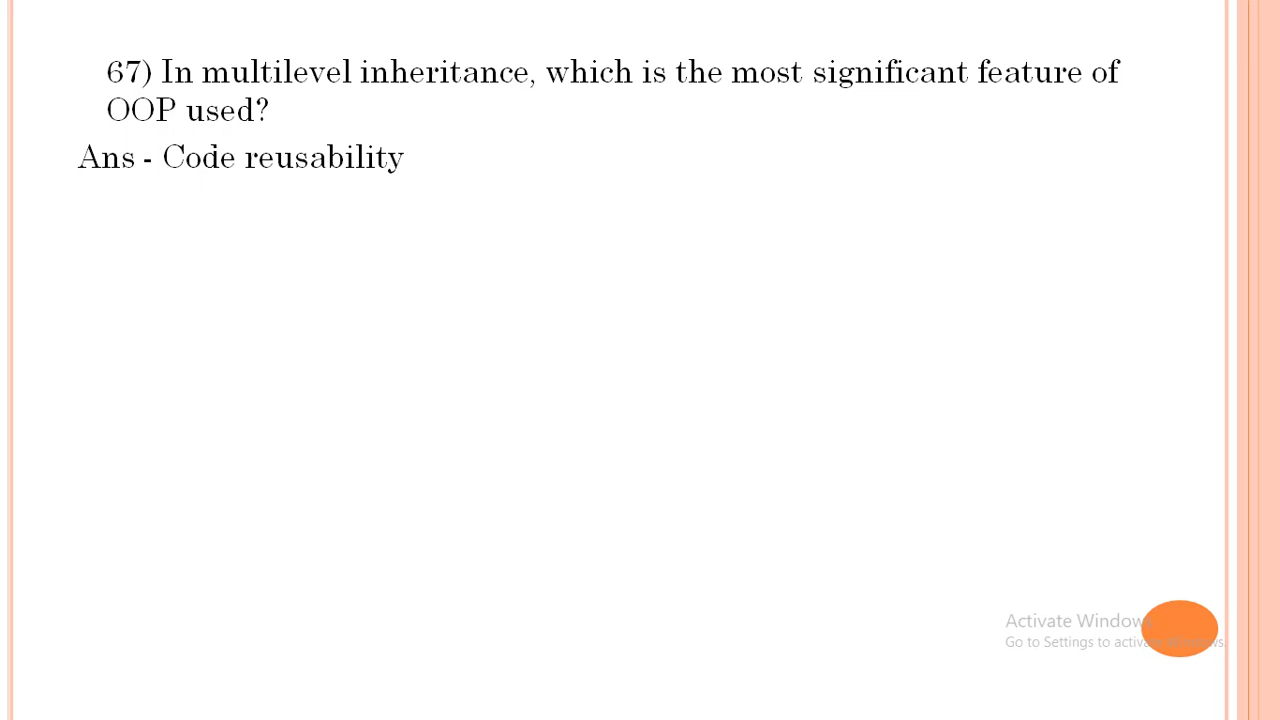 67) In multilevel inheritance, which is the most significant feature of
OOP used?
Ans - Code reusability
Activate Windows
Go to Settings to activate Windows.